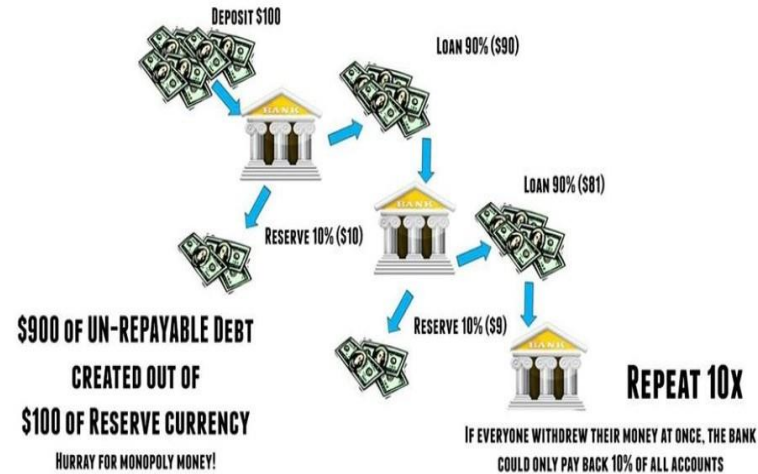 DEPOSIT $100
LOAN 90% ($90)
BANK
LOAN 90% ($81)
BANK
RESERVE 10% ($10)
RESERVE 10% ($9)
BANK
$900 OF UN-REPAYABLE DEBT
CREATED OUT OF
$100 OF RESERVE CURRENCY
HURRAY FOR MONOPOLY MONEY!
REPEAT 10X
IF EVERYONE WITHDREW THEIR MONEY AT ONCE, THE BANK
COULD ONLY PAY BACK 10% OF ALL ACCOUNTS